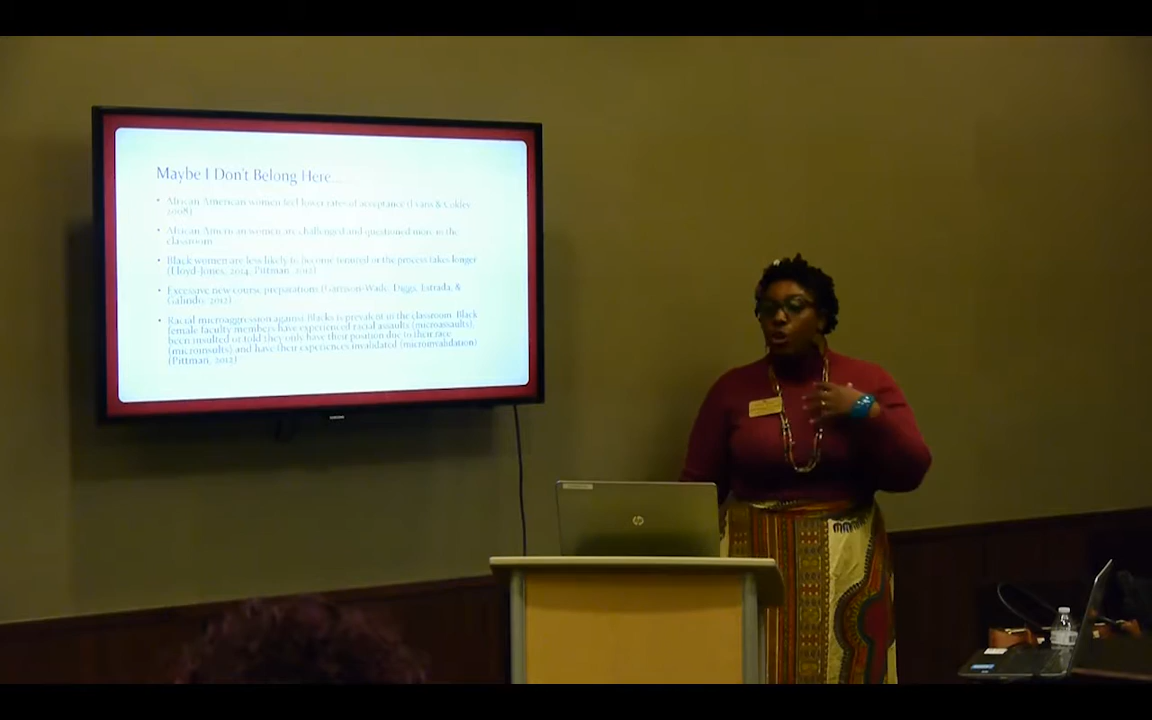 Maybe I Don't Belong Here.....
• African American women feel lower rates of acceptance (Evans & Cokley
2008)
• African American women are challenged and questioned more in the
classroom
• Black women are less likely to become tenured or the process takes longer
(Lloyd-Jones, 2014, Pittman, 2012)
• Excessive new course preparations (Garrison-Wade, Diggs, Estrada, &
Galindo, 2012)
• Racial microaggression against Blacks is prevalent in the classroom. Black
female faculty members have experienced racial assaults (microassaults),
been insulted or told they only have their position due to their race
(microinsults) and have their experiences invalidated (microinvalidation)
(Pittman, 2012)
SAMSUNG
hp